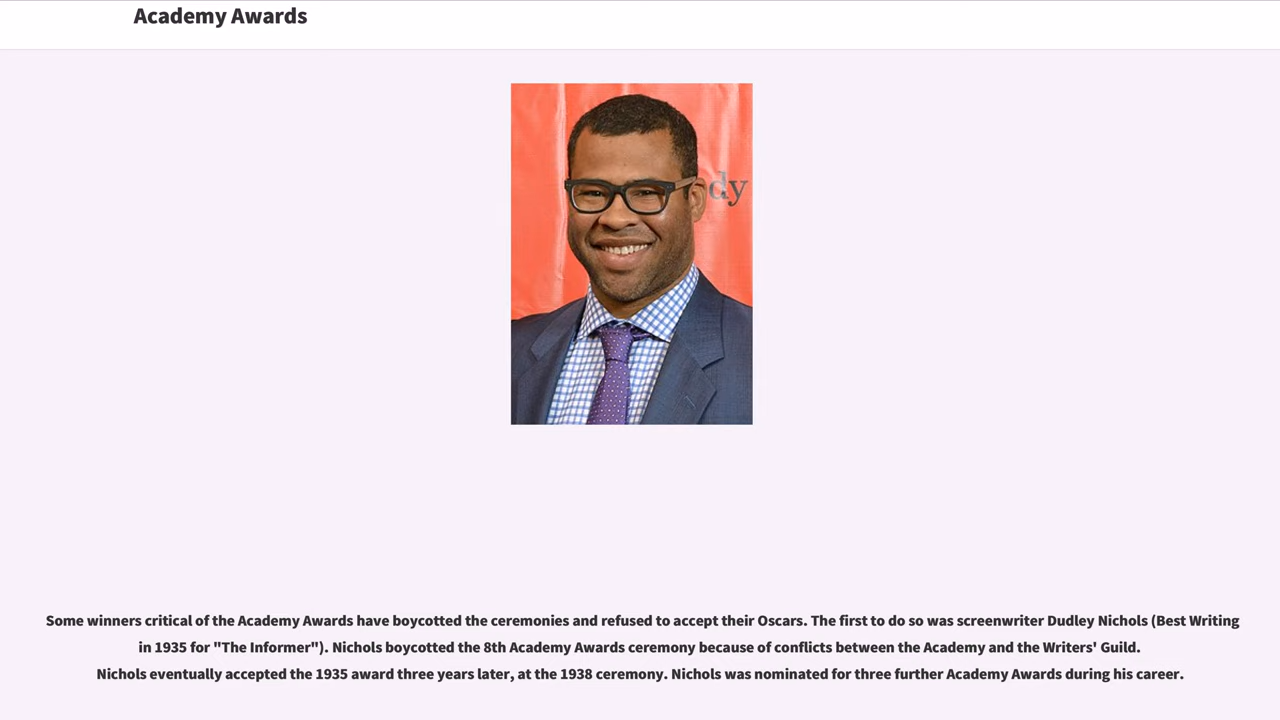 Academy Awards
dy
Some winners critical of the Academy Awards have boycotted the ceremonies and refused to accept their Oscars. The first to do so was screenwriter Dudley Nichols (Best Writing
in 1935 for "The Informer"). Nichols boycotted the 8th Academy Awards ceremony because of conflicts between the Academy and the Writers' Guild.
Nichols eventually accepted the 1935 award three years later, at the 1938 ceremony. Nichols was nominated for three further Academy Awards during his career.